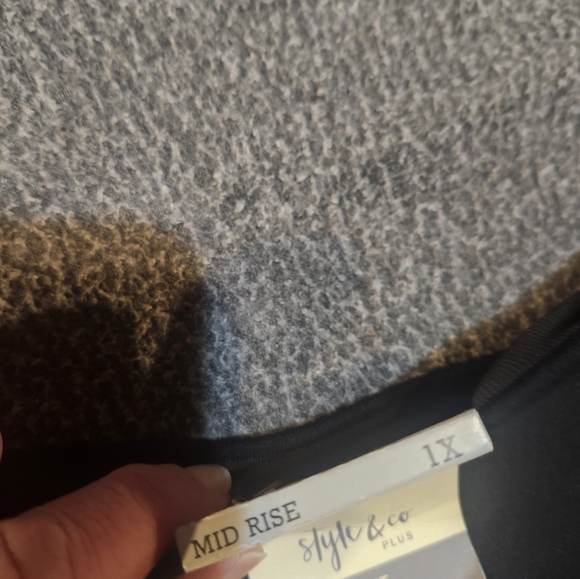 MID RISE 1X
style & co
PLUS